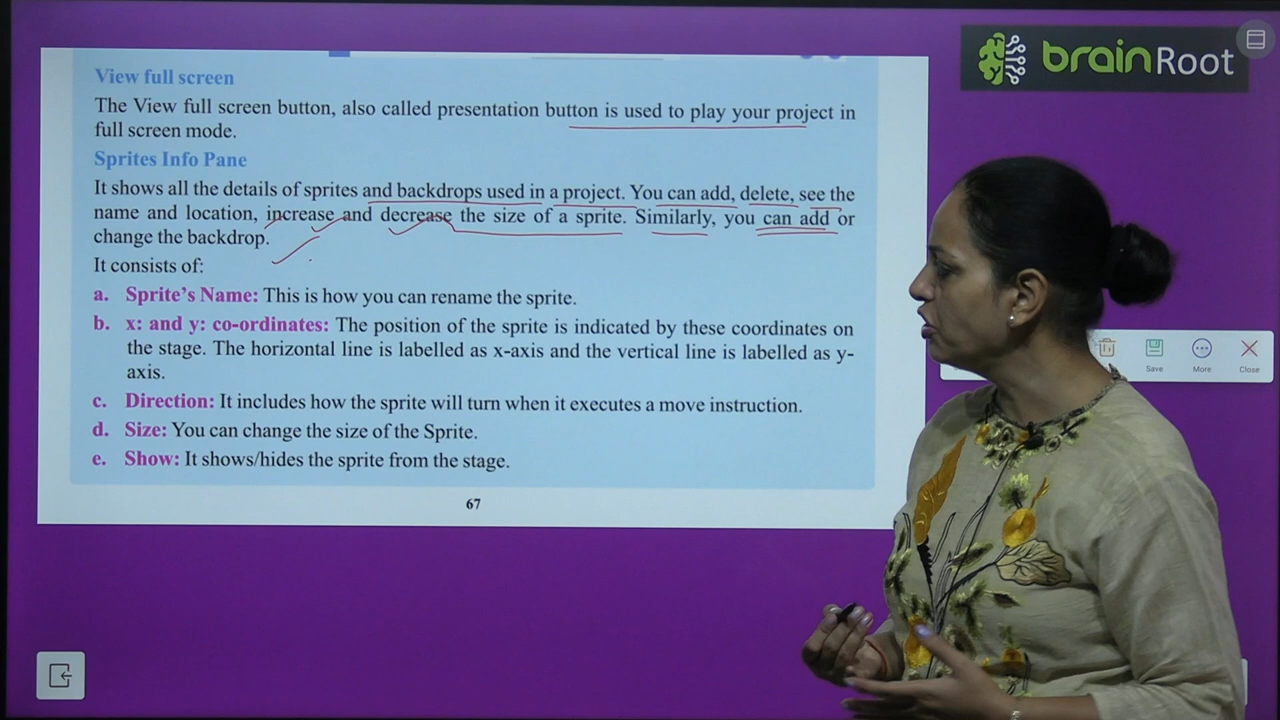 brainRoot
View full screen
The View full screen button, also called presentation button is used to play your project in
full screen mode.
Sprites Info Pane
It shows all the details of sprites and backdrops used in a project. You can add, delete, see the
name and location, increase and decrease the size of a sprite. Similarly, you can add or
change the backdrop.
It consists of:
a. Sprite's Name: This is how you can rename the sprite.
b. x: and y: co-ordinates: The position of the sprite is indicated by these coordinates on
the stage. The horizontal line is labelled as x-axis and the vertical line is labelled as y-
axis.
c. Direction: It includes how the sprite will turn when it executes a move instruction.
d. Size: You can change the size of the Sprite.
e. Show: It shows/hides the sprite from the stage.
67
Save More Close